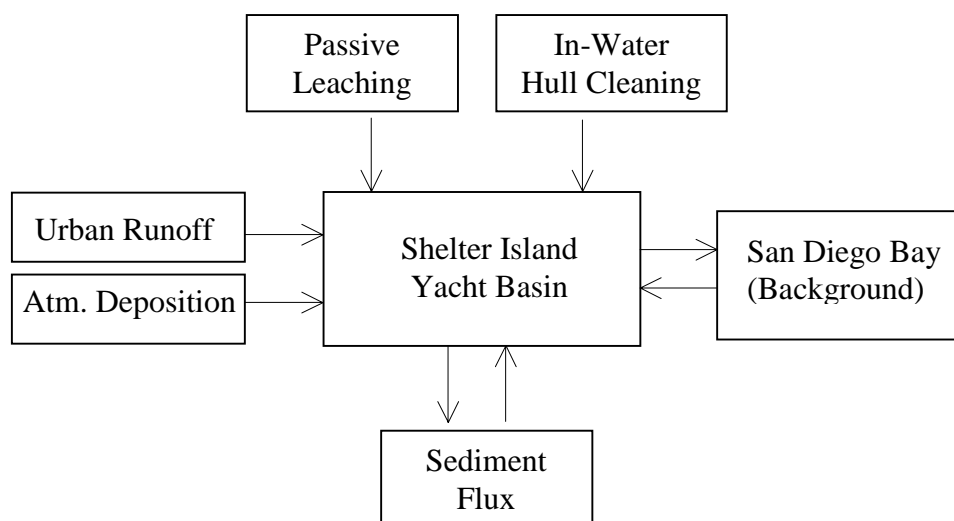 Passive
Leaching
In-Water
Hull Cleaning
Urban Runoff
Atm. Deposition
Shelter Island
Yacht Basin
San Diego Bay
(Background)
Sediment
Flux